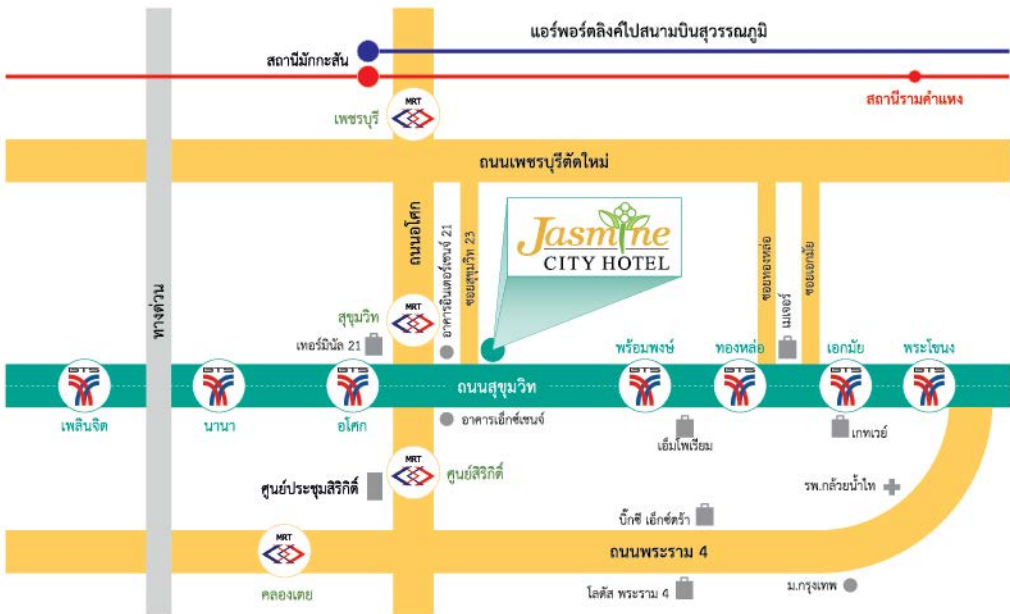 แอร์พอร์ตลิงค์ไปสนามบินสุวรรณภูมิ
สถานีมักกะสัน
สถานีรามคำแหง
MRT
เพชรบุรี
ถนนเพชรบุรีตัดใหม่
ทางด่วน
ถนนอโศก
อาคารอินเตอร์เชนจ์ 21
ซอยสุขุมวิท 23
Jasmine
CITY HOTEL
ซอยทองหล่อ
เมเจอร์
ซอยเอกมัย
สุขุมวิท
MRT
เทอร์มินัล 21
พร้อมพงษ์
ทองหล่อ
เอกมัย
พระโขนง
BTS
BTS
BTS
ถนนสุขุมวิท
BTS
BTS
BTS
BTS
เพลินจิต
นานา
อโศก
อาคารเอ็กซ์เชนจ์
เอ็มโพเรียม
เกทเวย์
ศูนย์ประชุมสิริกิติ์
MRT
ศูนย์สิริกิติ์
รพ.กล้วยน้ำไท
บิ๊กซี เอ็กซ์ตร้า
MRT
ถนนพระราม 4
คลองเตย
โลตัส พระราม 4
ม.กรุงเทพ